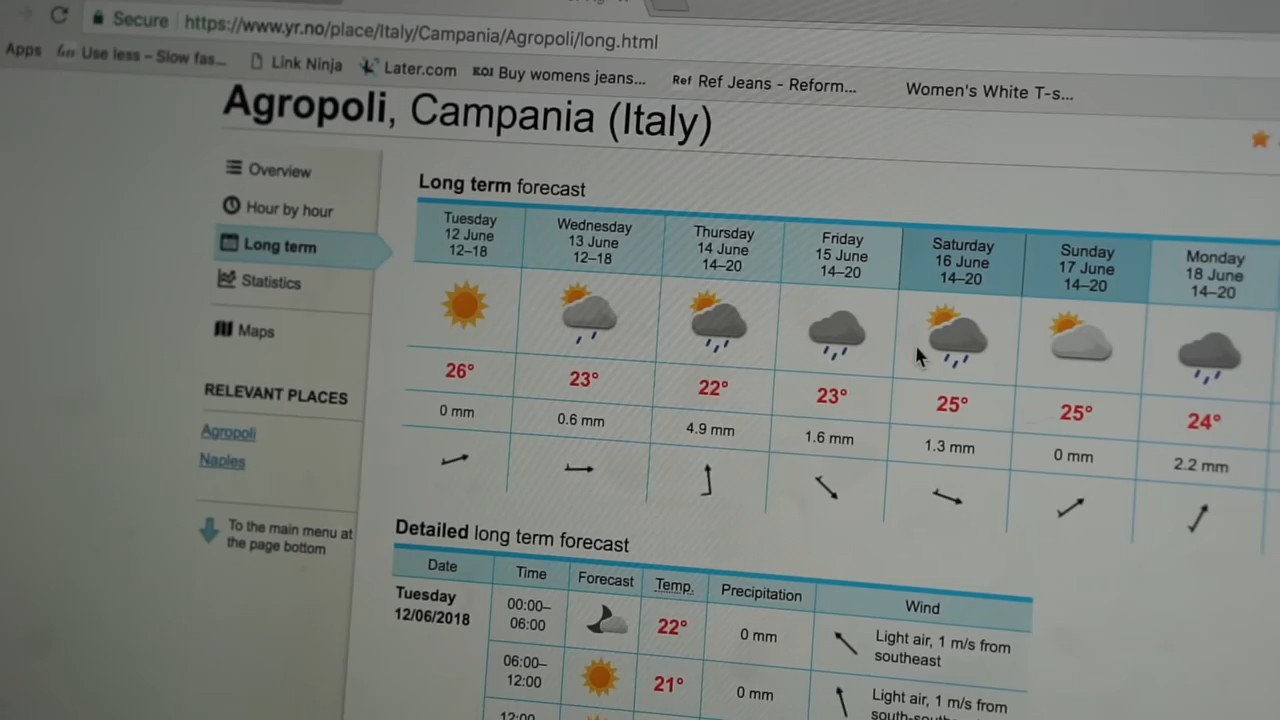 Secure https://www.yr.no/place/Italy/Campania/Agropoli/long.html
Apps Use less – Slow fas... Link Ninja Later.com KOI Buy womens jeans... Ref Ref Jeans - Reform... Women's White T-s...
Agropoli, Campania (Italy)
Overview
Hour by hour
Long term
Statistics
Maps
RELEVANT PLACES
Agropoli
Naples
To the main menu at
the page bottom
Long term forecast
Tuesday Wednesday Thursday Friday Saturday Sunday Monday
12 June 13 June 14 June 15 June 16 June 17 June 18 June
12–18 12–18 14–20 14–20 14–20 14–20 14–20
26° 23° 22° 23° 25° 25° 24°
0 mm 0.6 mm 4.9 mm 1.6 mm 1.3 mm 0 mm 2.2 mm
Detailed long term forecast
Date Time Forecast Temp. Precipitation Wind
Tuesday
12/06/2018
00:00–
06:00
22° 0 mm
Light air, 1 m/s from
southeast
06:00–
12:00
21° 0 mm
Light air, 1 m/s from
12:00